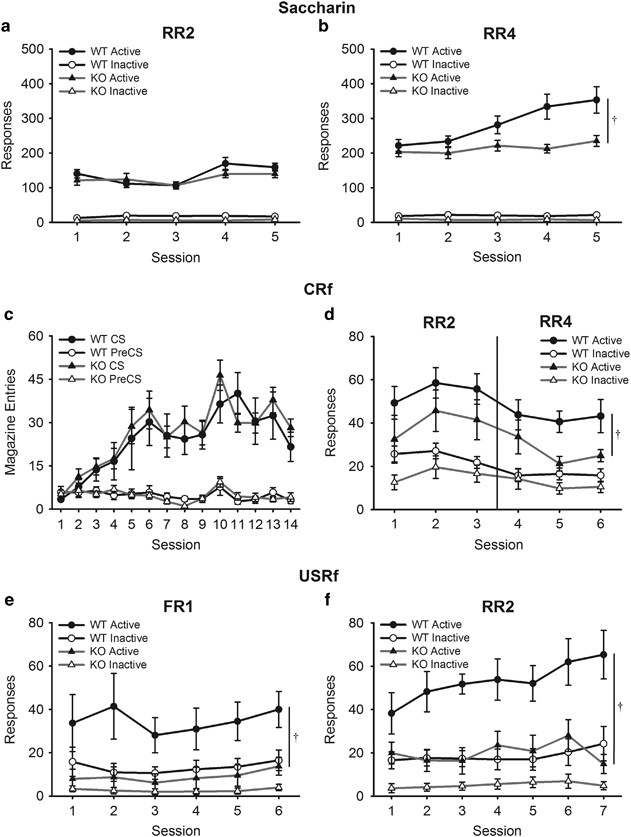 Saccharin
a
RR2
WT Active
WT Inactive
KO Active
KO Inactive
500
400
300
200
100
0
Responses
1 2 3 4 5
Session
b
RR4
WT Active
WT Inactive
KO Active
KO Inactive
500
400
300
200
100
0
Responses
†
1 2 3 4 5
Session
CRf
c
WT CS
WT PreCS
KO CS
KO PreCS
60
45
30
15
0
Magazine Entries
1 2 3 4 5 6 7 8 9 10 11 12 13 14
Session
d
RR2
RR4
WT Active
WT Inactive
KO Active
KO Inactive
80
60
40
20
0
Responses
†
1 2 3 4 5 6
Session
USRf
e
FR1
WT Active
WT Inactive
KO Active
KO Inactive
80
60
40
20
0
Responses
†
1 2 3 4 5 6
Session
f
RR2
WT Active
WT Inactive
KO Active
KO Inactive
80
60
40
20
0
Responses
†
1 2 3 4 5 6 7
Session